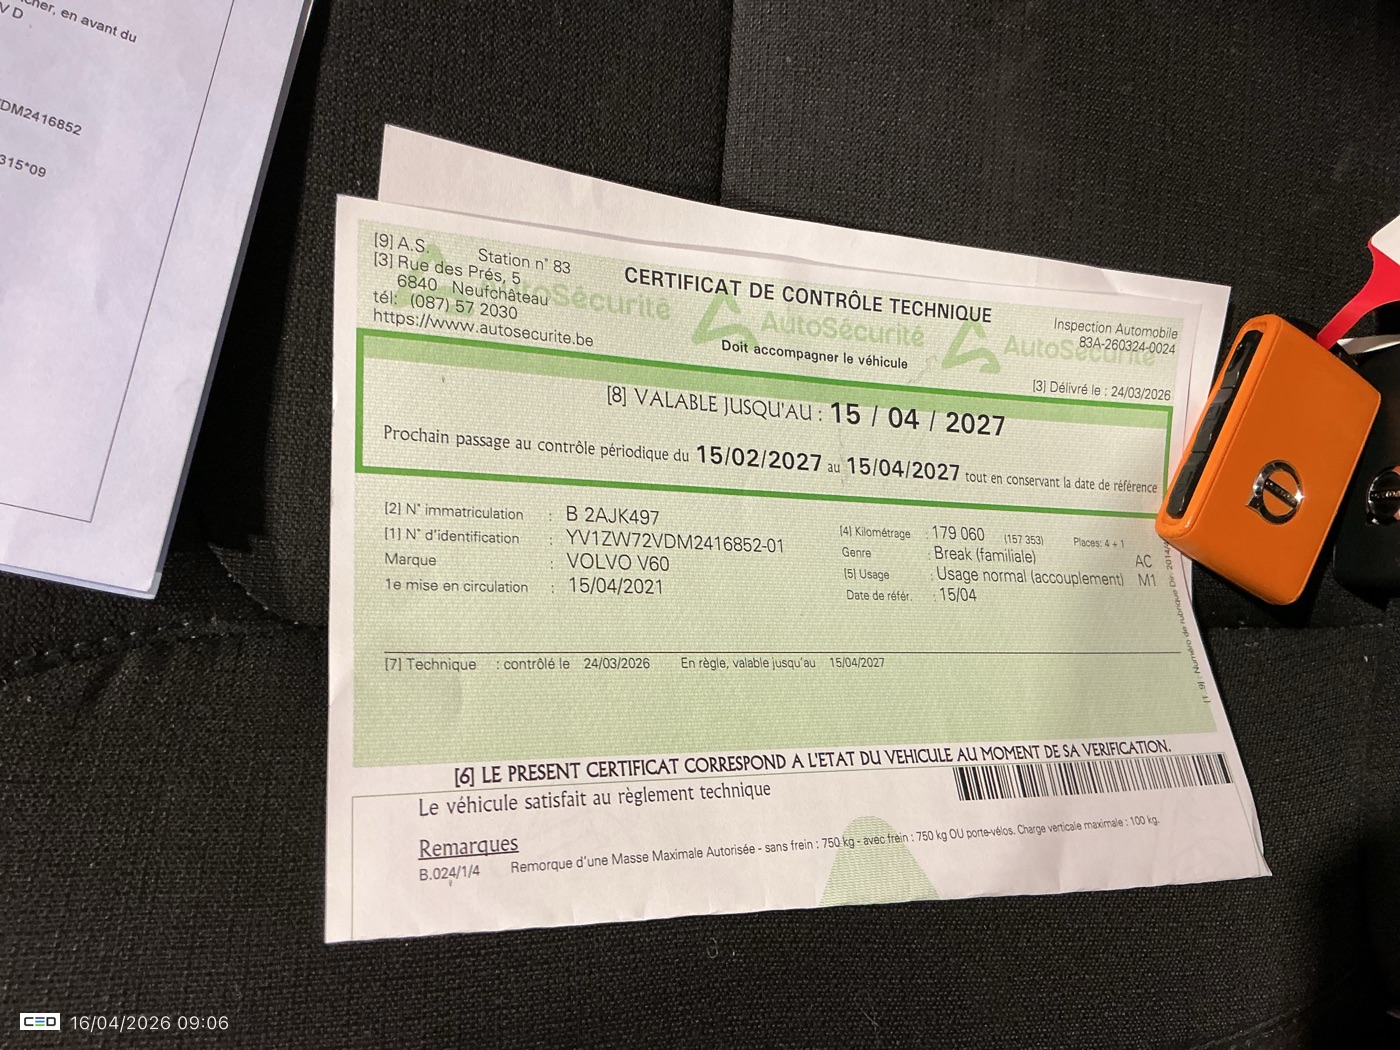 cher, en avant du
V D
DM2416852
315*09
[9] A.S. Station n° 83
[3] Rue des Prés, 5
6840 Neufchâteau
tél: (087) 57 2030
https://www.autosecurite.be
CERTIFICAT DE CONTRÔLE TECHNIQUE
Doit accompagner le véhicule
AutoSécurité AutoSécurité AutoSécurité
Inspection Automobile
83A-260324-0024
[3] Délivré le : 24/03/2026
[8] VALABLE JUSQU'AU : 15 / 04 / 2027
Prochain passage au contrôle périodique du 15/02/2027 au 15/04/2027 tout en conservant la date de référence
[2] N° immatriculation : B 2AJK497
[1] N° d'identification : YV1ZW72VDM2416852-01
Marque : VOLVO V60
1e mise en circulation : 15/04/2021
[4] Kilométrage : 179 060 (157 353) Places: 4 + 1
Genre : Break (familiale) AC
[5] Usage : Usage normal (accouplement) M1
Date de référ. : 15/04
[7] Technique : contrôlé le 24/03/2026 En règle, valable jusqu'au 15/04/2027
[6] LE PRESENT CERTIFICAT CORRESPOND A L'ETAT DU VEHICULE AU MOMENT DE SA VERIFICATION.
Le véhicule satisfait au règlement technique
Remarques
B.024/1/4 Remorque d'une Masse Maximale Autorisée - sans frein : 750 kg - avec frein : 750 kg OU porte-vélos. Charge verticale maximale : 100 kg.
Numéro de rubrique Dir. 2014/4
CED 16/04/2026 09:06